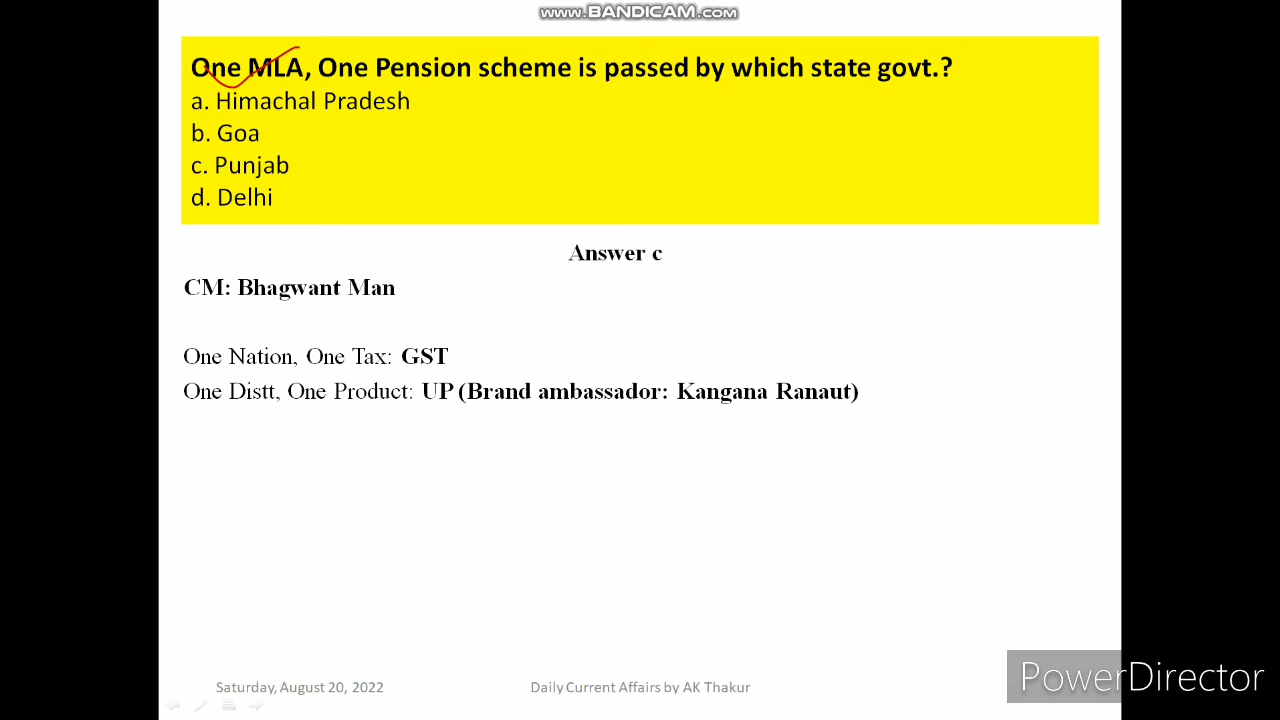 www.BANDICAM.com
One MLA, One Pension scheme is passed by which state govt.?
a. Himachal Pradesh
b. Goa
c. Punjab
d. Delhi
Answer c
CM: Bhagwant Man
One Nation, One Tax: GST
One Distt, One Product: UP (Brand ambassador: Kangana Ranaut)
Saturday, August 20, 2022
Daily Current Affairs by AK Thakur
PowerDirector